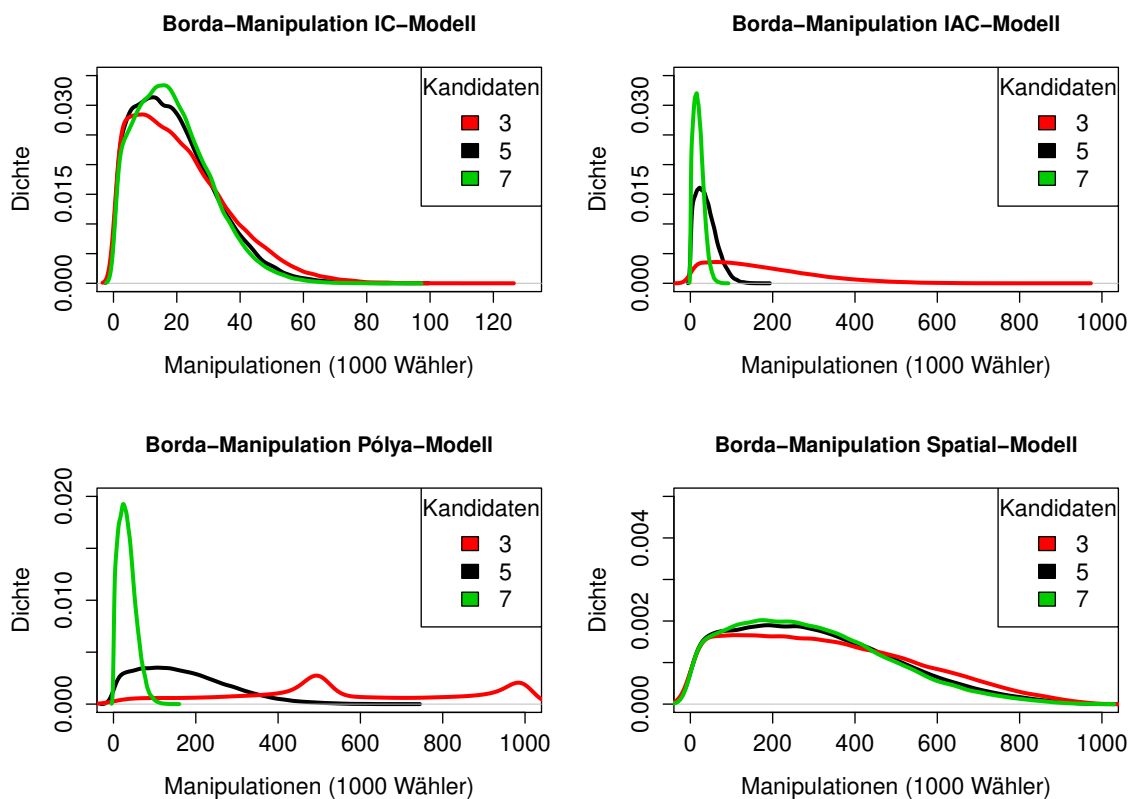 Borda−Manipulation IC−Modell
Dichte
0.000 0.015 0.030
Kandidaten
3
5
7
0 20 40 60 80 100 120
Manipulationen (1000 Wähler)
Borda−Manipulation IAC−Modell
Dichte
0.000 0.015 0.030
Kandidaten
3
5
7
0 200 400 600 800 1000
Manipulationen (1000 Wähler)
Borda−Manipulation Pólya−Modell
Dichte
0.000 0.010 0.020
Kandidaten
3
5
7
0 200 400 600 800 1000
Manipulationen (1000 Wähler)
Borda−Manipulation Spatial−Modell
Dichte
0.000 0.002 0.004
Kandidaten
3
5
7
0 200 400 600 800 1000
Manipulationen (1000 Wähler)